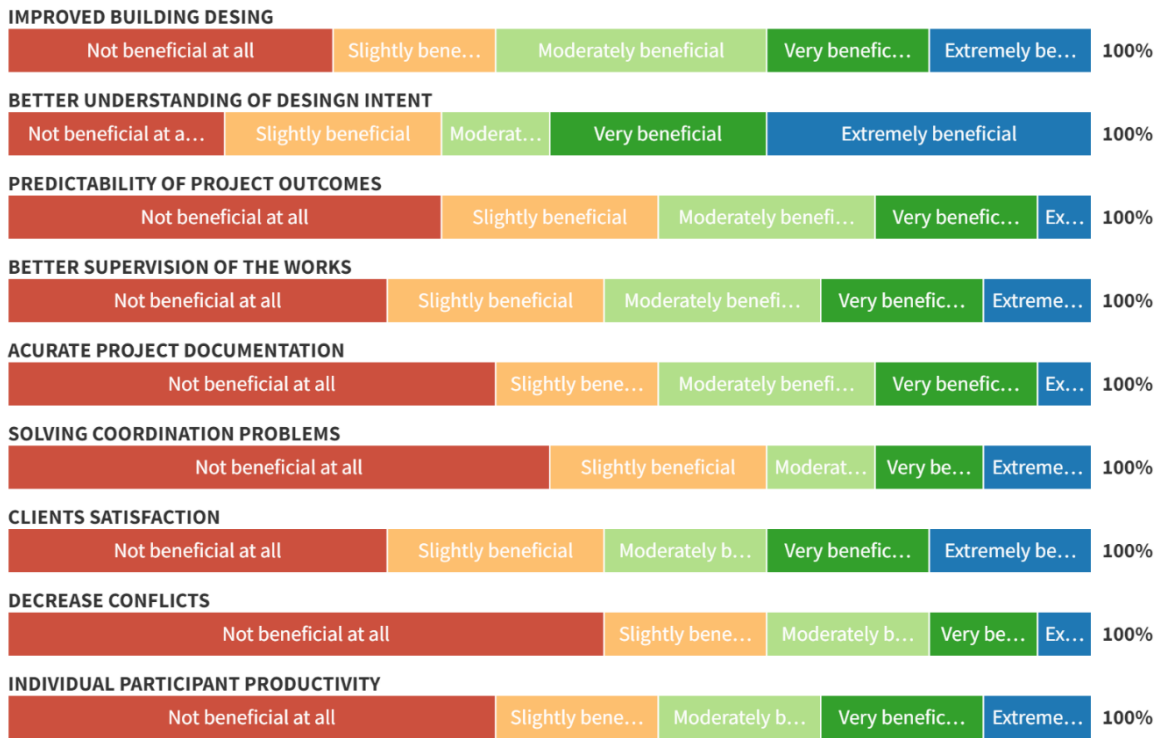 IMPROVED BUILDING DESING
Not beneficial at all Slightly bene… Moderately beneficial Very benefic… Extremely be… 100%
BETTER UNDERSTANDING OF DESINGN INTENT
Not beneficial at a… Slightly beneficial Moderat… Very beneficial Extremely beneficial 100%
PREDICTABILITY OF PROJECT OUTCOMES
Not beneficial at all Slightly beneficial Moderately benefi… Very benefic… Ex… 100%
BETTER SUPERVISION OF THE WORKS
Not beneficial at all Slightly beneficial Moderately benefi… Very benefic… Extreme… 100%
ACURATE PROJECT DOCUMENTATION
Not beneficial at all Slightly bene… Moderately benefi… Very benefic… Ex… 100%
SOLVING COORDINATION PROBLEMS
Not beneficial at all Slightly beneficial Moderat… Very be… Extreme… 100%
CLIENTS SATISFACTION
Not beneficial at all Slightly beneficial Moderately b… Very benefic… Extremely be… 100%
DECREASE CONFLICTS
Not beneficial at all Slightly bene… Moderately b… Very be… Ex… 100%
INDIVIDUAL PARTICIPANT PRODUCTIVITY
Not beneficial at all Slightly bene… Moderately b… Very benefic… Extreme… 100%